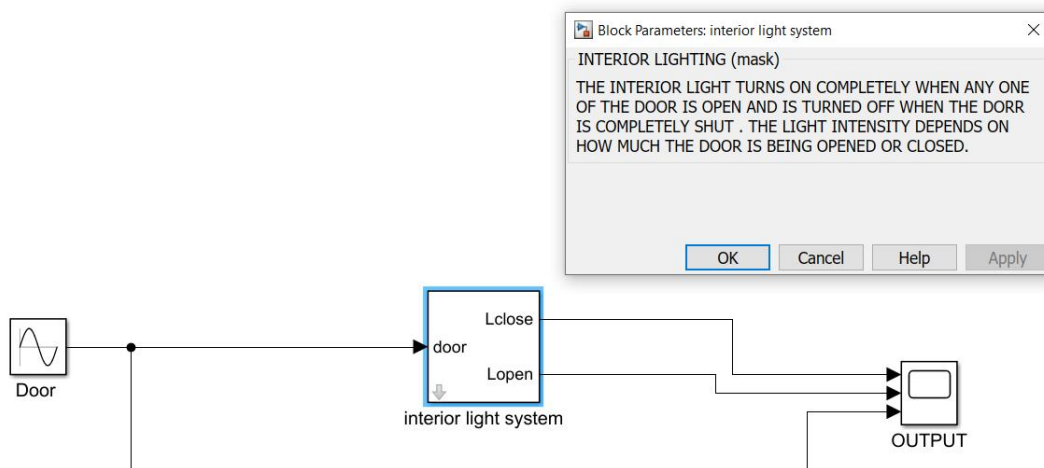 Block Parameters: interior light system
INTERIOR LIGHTING (mask)
THE INTERIOR LIGHT TURNS ON COMPLETELY WHEN ANY ONE
OF THE DOOR IS OPEN AND IS TURNED OFF WHEN THE DORR
IS COMPLETELY SHUT . THE LIGHT INTENSITY DEPENDS ON
HOW MUCH THE DOOR IS BEING OPENED OR CLOSED.
OK Cancel Help Apply
Lclose
door
Lopen
Door
interior light system
OUTPUT